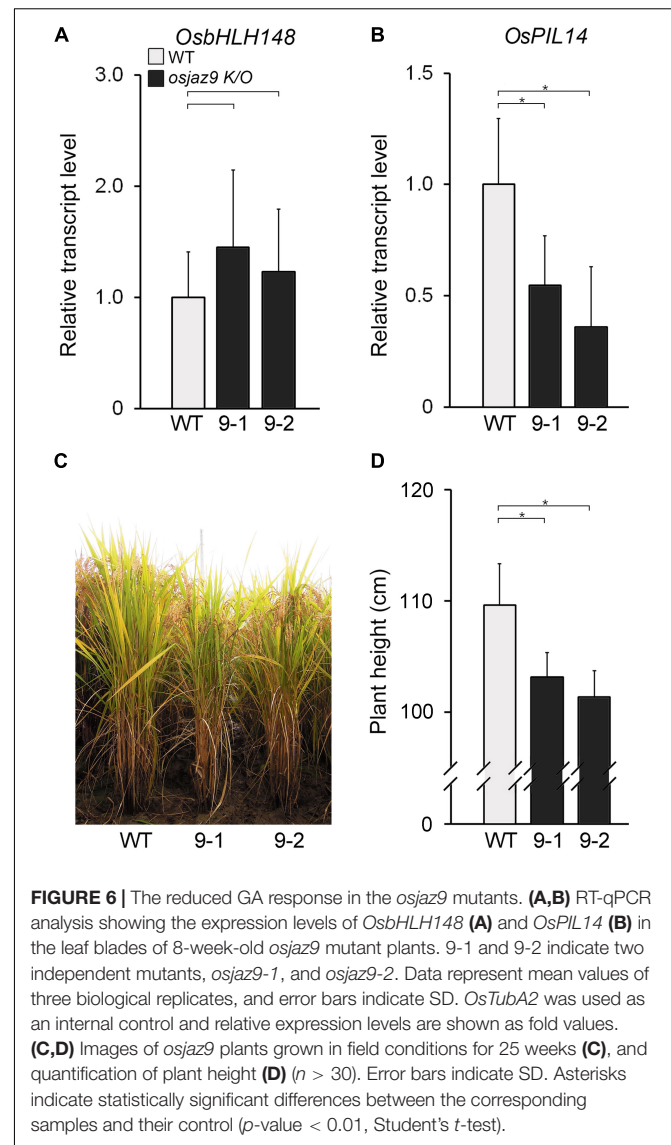 A
OsbHLH148
WT
osjaz9 K/O
3.0
2.0
1.0
0
Relative transcript level
WT 9-1 9-2
B
OsPIL14
1.5
1.0
0.5
0
Relative transcript level
* *
WT 9-1 9-2
C
WT 9-1 9-2
D
120
110
100
0
Plant height (cm)
* *
WT 9-1 9-2
FIGURE 6 | The reduced GA response in the osjaz9 mutants. (A,B) RT-qPCR
analysis showing the expression levels of OsbHLH148 (A) and OsPIL14 (B) in
the leaf blades of 8-week-old osjaz9 mutant plants. 9-1 and 9-2 indicate two
independent mutants, osjaz9-1, and osjaz9-2. Data represent mean values of
three biological replicates, and error bars indicate SD. OsTubA2 was used as
an internal control and relative expression levels are shown as fold values.
(C,D) Images of osjaz9 plants grown in field conditions for 25 weeks (C), and
quantification of plant height (D) (n > 30). Error bars indicate SD. Asterisks
indicate statistically significant differences between the corresponding
samples and their control (p-value < 0.01, Student's t-test).